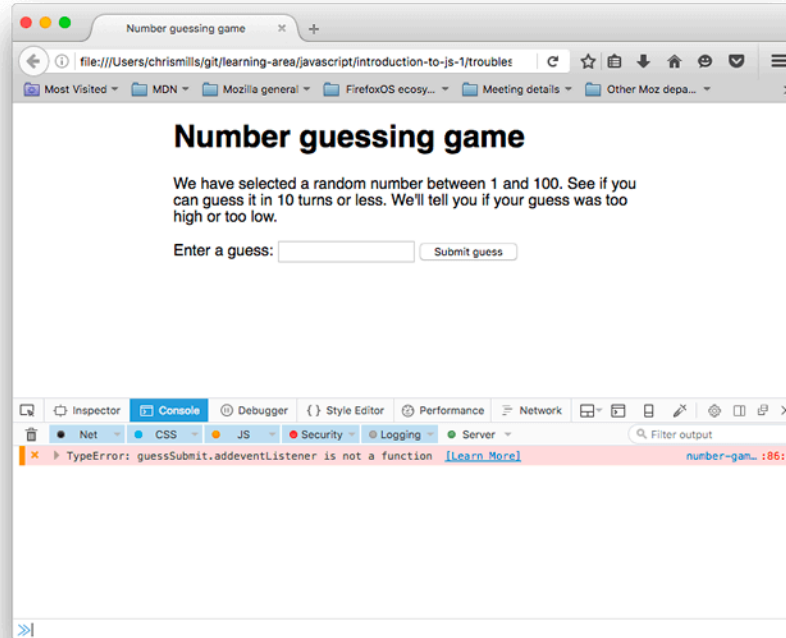 Number guessing game
file:///Users/chrismills/git/learning-area/javascript/introduction-to-js-1/troubles
Most Visited MDN Mozilla general FirefoxOS ecosy... Meeting details Other Moz depa...
Number guessing game
We have selected a random number between 1 and 100. See if you
can guess it in 10 turns or less. We'll tell you if your guess was too
high or too low.
Enter a guess: Submit guess
Inspector Console Debugger { } Style Editor Performance Network
Net CSS JS Security Logging Server Filter output
TypeError: guessSubmit.addeventListener is not a function [Learn More] number-gam… :86: